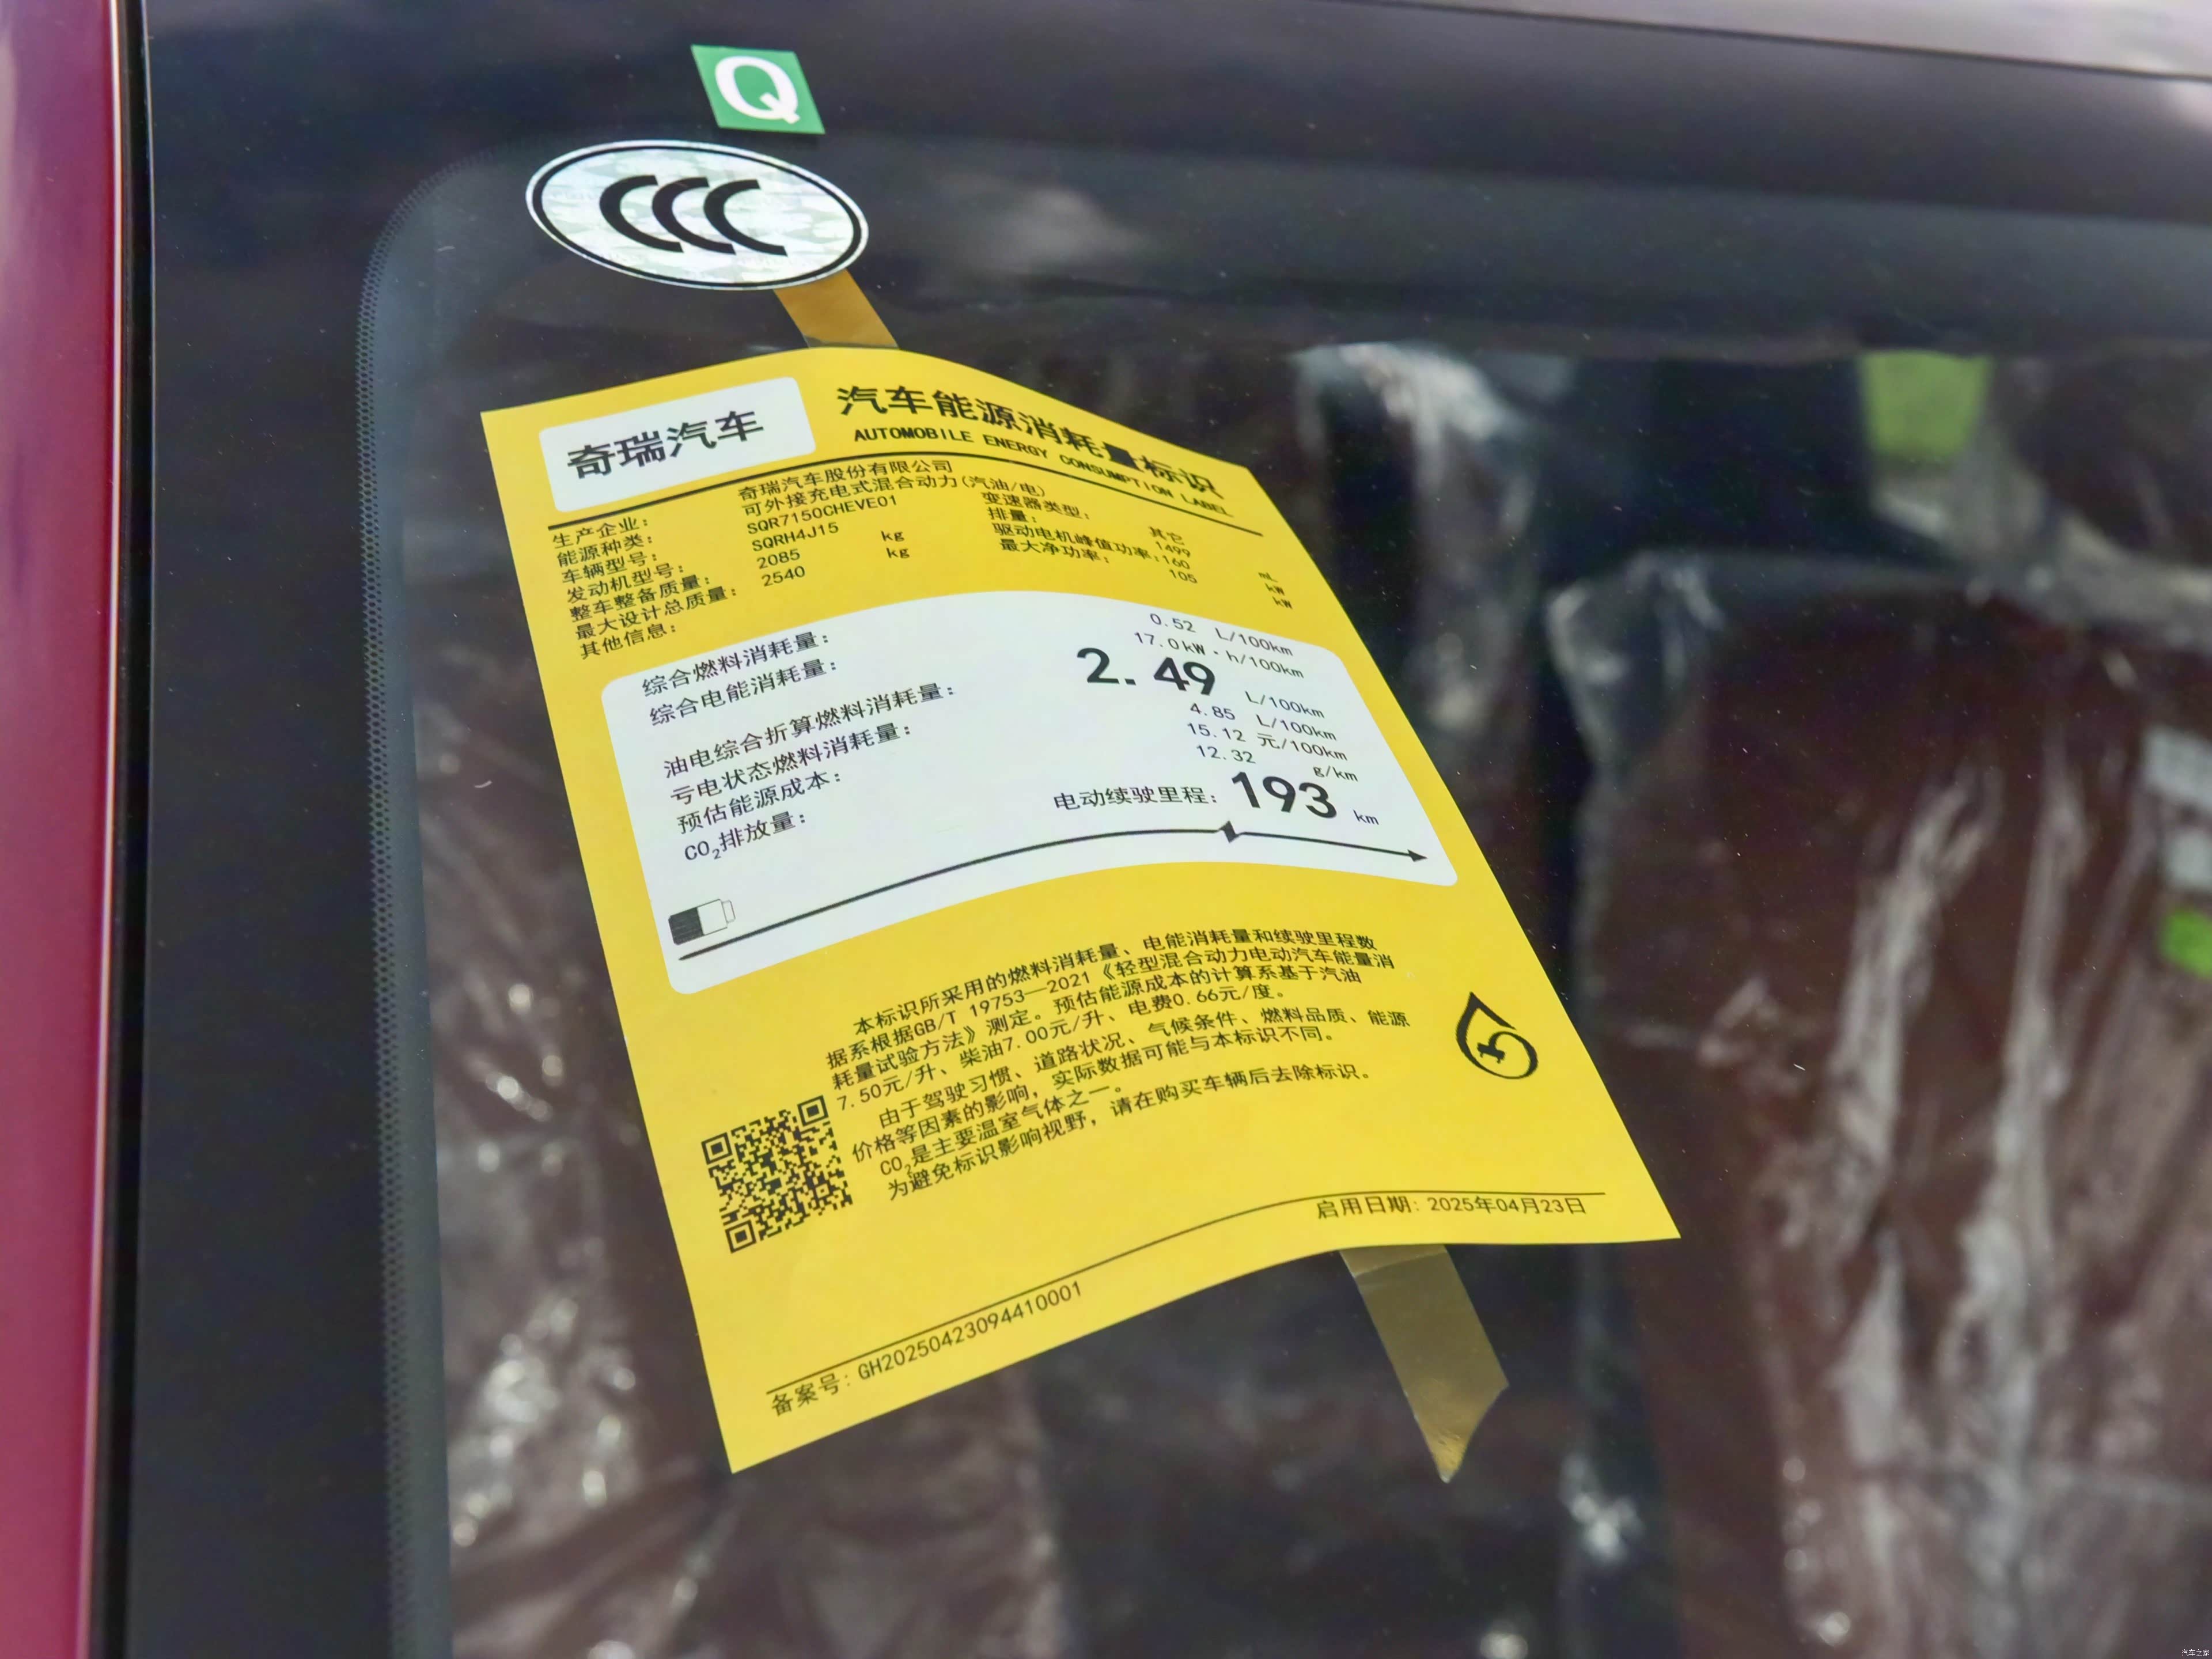 Q
CCC
奇瑞汽车
汽车能源消耗量标识
AUTOMOBILE ENERGY CONSUMPTION LABEL
生产企业: 奇瑞汽车股份有限公司
能源种类: 可外接充电式混合动力(汽油/电)
车辆型号: SQR7150CHEVE01 变速器类型: 其它
发动机型号: SQRH4J15 排量: 1499 mL
整车整备质量: 2085 kg 驱动电机峰值功率: 160 kW
最大设计总质量: 2540 kg 最大净功率: 105 kW
其他信息:
综合燃料消耗量: 0.52 L/100km
综合电能消耗量: 17.0kW·h/100km
油电综合折算燃料消耗量: 2.49 L/100km
亏电状态燃料消耗量: 4.85 L/100km
预估能源成本: 15.12 元/100km
CO₂排放量: 12.32 g/km
电动续驶里程: 193 km
本标识所采用的燃料消耗量、电能消耗量和续驶里程数
据系根据GB/T 19753—2021《轻型混合动力电动汽车能量消
耗量试验方法》测定。预估能源成本的计算系基于汽油
7.50元/升、柴油7.00元/升、电费0.66元/度。
由于驾驶习惯、道路状况、气候条件、燃料品质、能源
价格等因素的影响，实际数据可能与本标识不同。
CO₂是主要温室气体之一。
为避免标识影响视野，请在购买车辆后去除标识。
备案号: GH20250423094410001
启用日期: 2025年04月23日
汽车之家